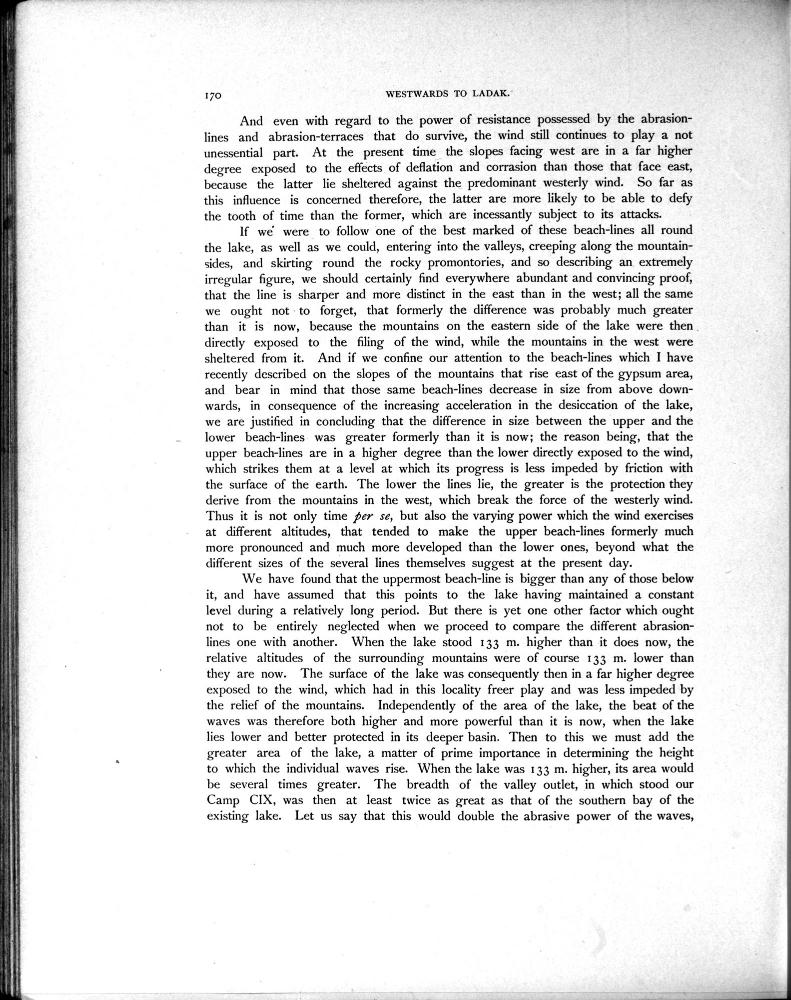 170 WESTWARDS TO LADAK.
And even with regard to the power of resistance possessed by the abrasion-
lines and abrasion-terraces that do survive, the wind still continues to play a not
unessential part. At the present time the slopes facing west are in a far higher
degree exposed to the effects of deflation and corrasion than those that face east,
because the latter lie sheltered against the predominant westerly wind. So far as
this influence is concerned therefore, the latter are more likely to be able to defy
the tooth of time than the former, which are incessantly subject to its attacks.
If we were to follow one of the best marked of these beach-lines all round
the lake, as well as we could, entering into the valleys, creeping along the mountain-
sides, and skirting round the rocky promontories, and so describing an extremely
irregular figure, we should certainly find everywhere abundant and convincing proof,
that the line is sharper and more distinct in the east than in the west; all the same
we ought not to forget, that formerly the difference was probably much greater
than it is now, because the mountains on the eastern side of the lake were then
directly exposed to the filing of the wind, while the mountains in the west were
sheltered from it. And if we confine our attention to the beach-lines which I have
recently described on the slopes of the mountains that rise east of the gypsum area,
and bear in mind that those same beach-lines decrease in size from above down-
wards, in consequence of the increasing acceleration in the desiccation of the lake,
we are justified in concluding that the difference in size between the upper and the
lower beach-lines was greater formerly than it is now; the reason being, that the
upper beach-lines are in a higher degree than the lower directly exposed to the wind,
which strikes them at a level at which its progress is less impeded by friction with
the surface of the earth. The lower the lines lie, the greater is the protection they
derive from the mountains in the west, which break the force of the westerly wind.
Thus it is not only time per se, but also the varying power which the wind exercises
at different altitudes, that tended to make the upper beach-lines formerly much
more pronounced and much more developed than the lower ones, beyond what the
different sizes of the several lines themselves suggest at the present day.
We have found that the uppermost beach-line is bigger than any of those below
it, and have assumed that this points to the lake having maintained a constant
level during a relatively long period. But there is yet one other factor which ought
not to be entirely neglected when we proceed to compare the different abrasion-
lines one with another. When the lake stood 133 m. higher than it does now, the
relative altitudes of the surrounding mountains were of course 133 m. lower than
they are now. The surface of the lake was consequently then in a far higher degree
exposed to the wind, which had in this locality freer play and was less impeded by
the relief of the mountains. Independently of the area of the lake, the beat of the
waves was therefore both higher and more powerful than it is now, when the lake
lies lower and better protected in its deeper basin. Then to this we must add the
greater area of the lake, a matter of prime importance in determining the height
to which the individual waves rise. When the lake was 133 m. higher, its area would
be several times greater. The breadth of the valley outlet, in which stood our
Camp CIX, was then at least twice as great as that of the southern bay of the
existing lake. Let us say that this would double the abrasive power of the waves,